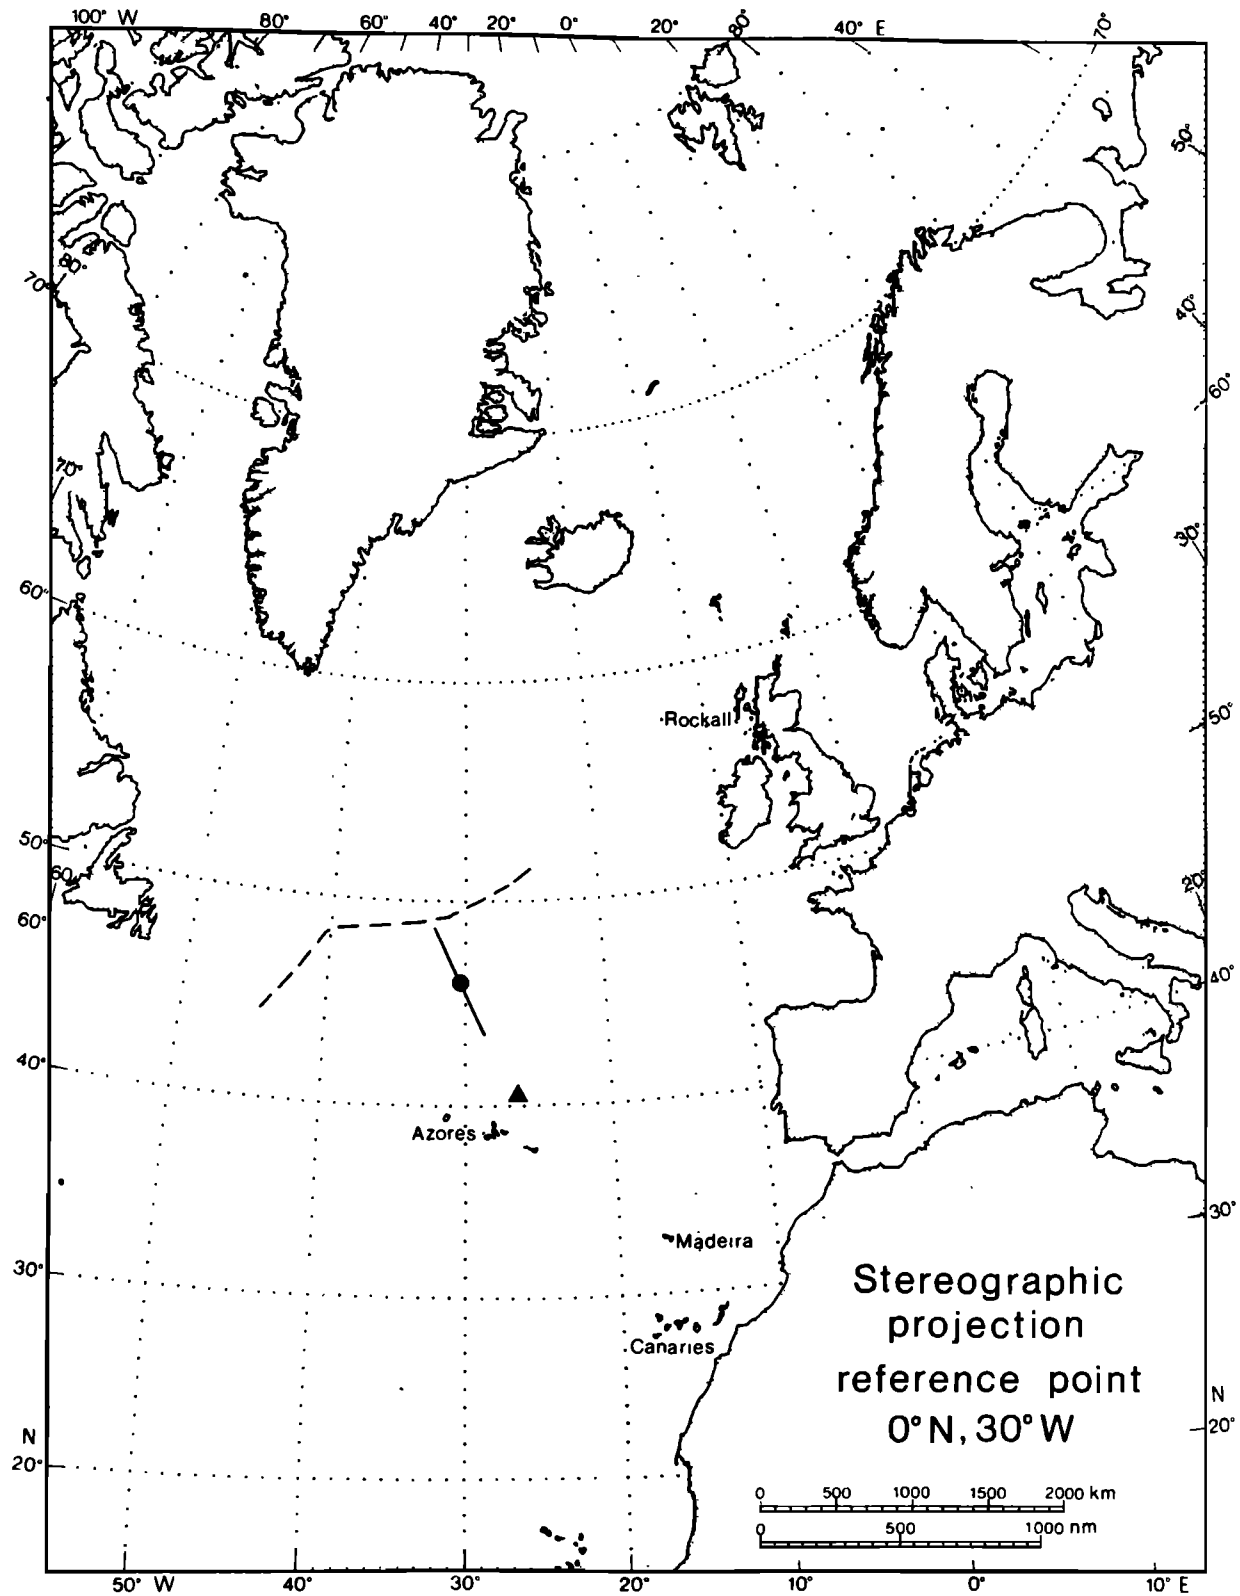 100° W 80° 60° 40° 20° 0° 20° 80° 40° E 70°
50°
70° 80°
40°
60°
70°
30°
60°
Rockall
50°
50°
60
20°
60°
40°
40°
Azores
30°
Madeira
30°
Stereographic
Canaries
projection
reference point
N
0°N, 30°W
20°
N
20°
0 500 1000 1500 2000 km
0 500 1000 nm
50° W 40° 30° 20° 10° 0° 10° E